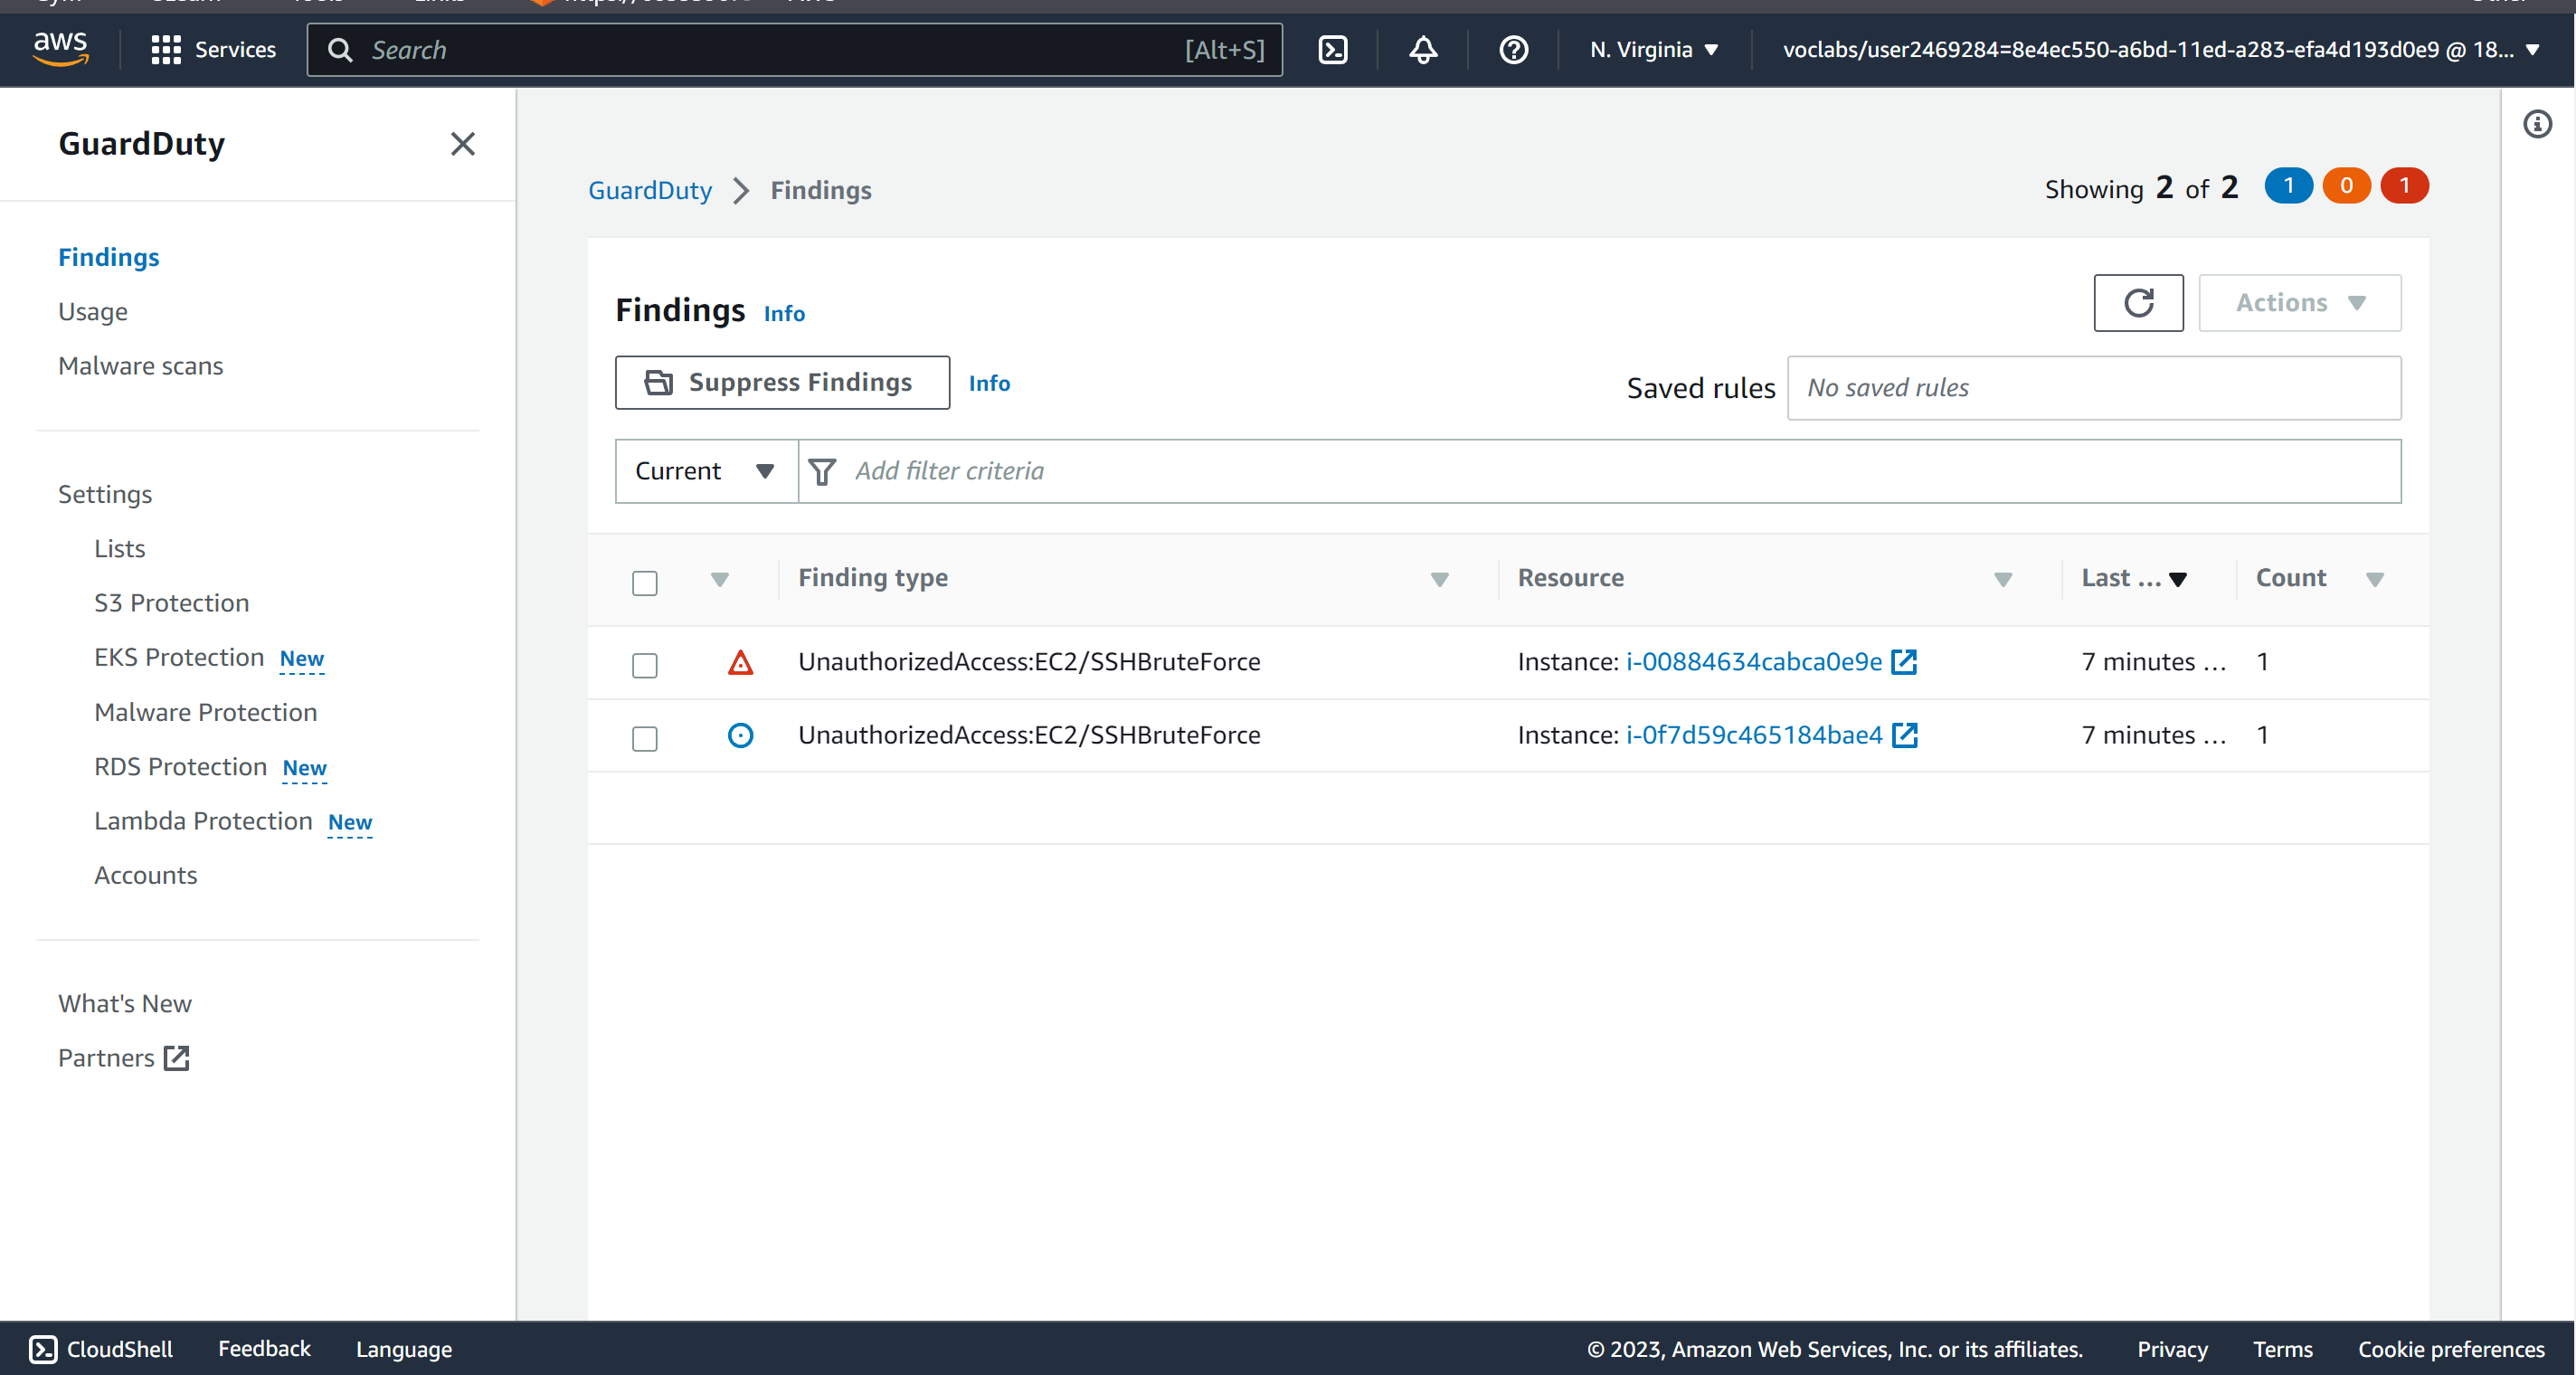 aws
Services
Search
[Alt+S]
N. Virginia
voclabs/user2469284=8e4ec550-a6bd-11ed-a283-efa4d193d0e9 @ 18...
GuardDuty
Findings
Usage
Malware scans
Settings
Lists
S3 Protection
EKS Protection New
Malware Protection
RDS Protection New
Lambda Protection New
Accounts
What's New
Partners
GuardDuty > Findings
Showing 2 of 2 1 0 1
Findings Info
Actions
Suppress Findings Info
Saved rules No saved rules
Current Add filter criteria
Finding type Resource Last ... Count
UnauthorizedAccess:EC2/SSHBruteForce Instance: i-00884634cabca0e9e 7 minutes ... 1
UnauthorizedAccess:EC2/SSHBruteForce Instance: i-0f7d59c465184bae4 7 minutes ... 1
CloudShell Feedback Language
© 2023, Amazon Web Services, Inc. or its affiliates. Privacy Terms Cookie preferences